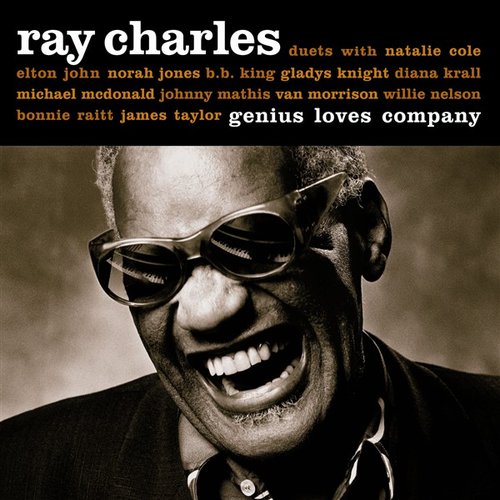 ray charles duets with natalie cole
elton john norah jones b.b. king gladys knight diana krall
michael mcdonald johnny mathis van morrison willie nelson
bonnie raitt james taylor genius loves company